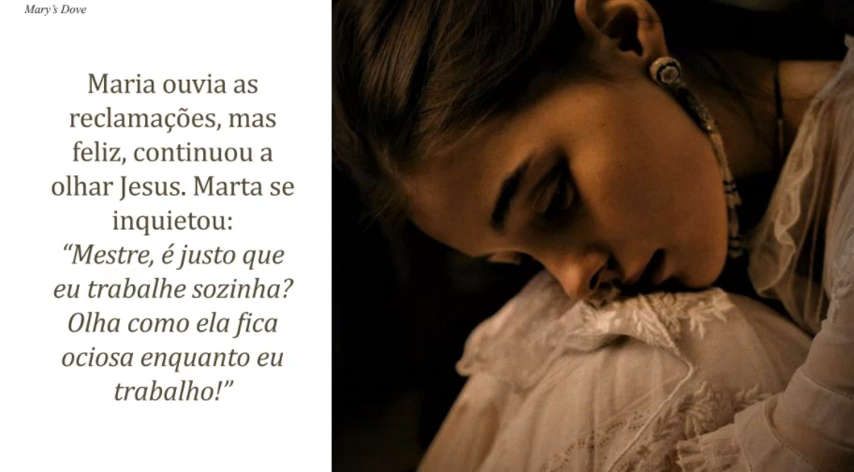 Mary's Dove
Maria ouvia as
reclamações, mas
feliz, continuou a
olhar Jesus. Marta se
inquietou:
“Mestre, é justo que
eu trabalhe sozinha?
Olha como ela fica
ociosa enquanto eu
trabalho!”